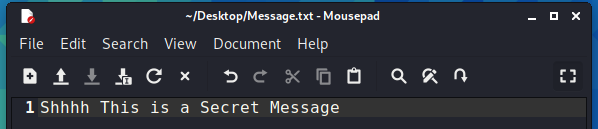 ~/Desktop/Message.txt - Mousepad
File Edit Search View Document Help
1 Shhhh This is a Secret Message